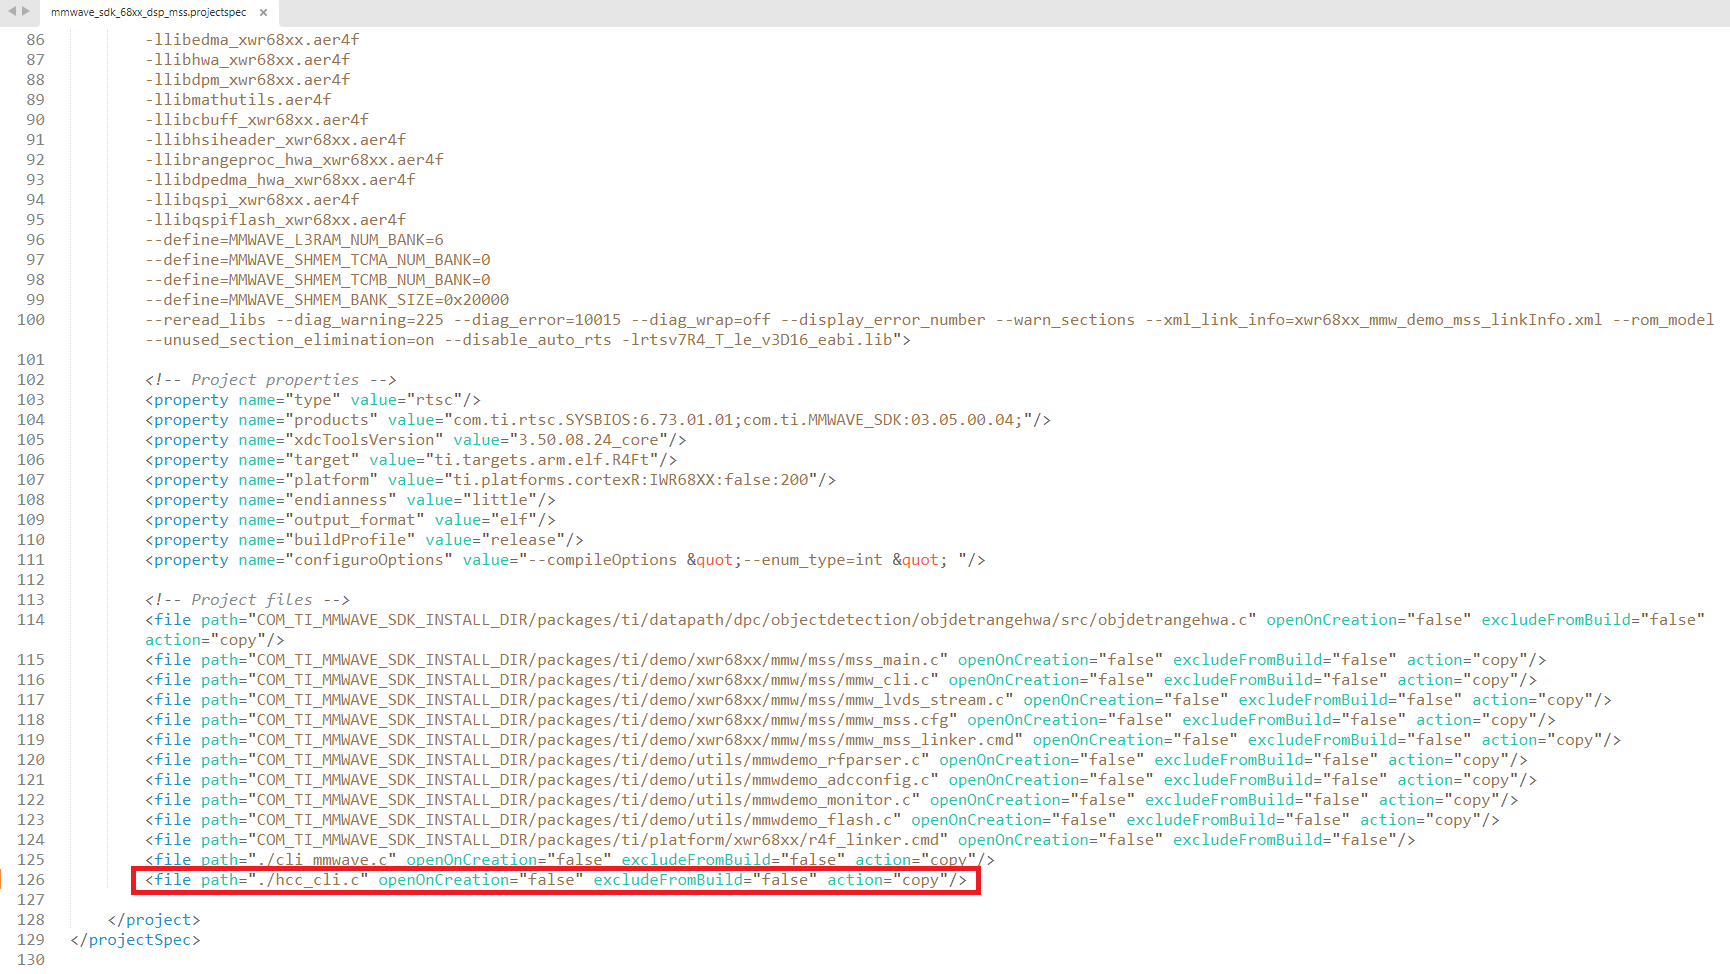 mmwave_sdk_68xx_dsp_mss.projectspec ×
86 -llibedma_xwr68xx.aer4f
87 -llibhwa_xwr68xx.aer4f
88 -llibdpm_xwr68xx.aer4f
89 -llibmathutils.aer4f
90 -llibcbuff_xwr68xx.aer4f
91 -llibhsiheader_xwr68xx.aer4f
92 -llibrangeproc_hwa_xwr68xx.aer4f
93 -llibdpedma_hwa_xwr68xx.aer4f
94 -llibqspi_xwr68xx.aer4f
95 -llibqspiflash_xwr68xx.aer4f
96 --define=MMWAVE_L3RAM_NUM_BANK=6
97 --define=MMWAVE_SHMEM_TCMA_NUM_BANK=0
98 --define=MMWAVE_SHMEM_TCMB_NUM_BANK=0
99 --define=MMWAVE_SHMEM_BANK_SIZE=0x20000
100 --reread_libs --diag_warning=225 --diag_error=10015 --diag_wrap=off --display_error_number --warn_sections --xml_link_info=xwr68xx_mmw_demo_mss_linkInfo.xml --rom_model
--unused_section_elimination=on --disable_auto_rts -lrtsv7R4_T_le_v3D16_eabi.lib">
101
102 <!-- Project properties -->
103 <property name="type" value="rtsc"/>
104 <property name="products" value="com.ti.rtsc.SYSBIOS:6.73.01.01;com.ti.MMWAVE_SDK:03.05.00.04;"/>
105 <property name="xdcToolsVersion" value="3.50.08.24_core"/>
106 <property name="target" value="ti.targets.arm.elf.R4Ft"/>
107 <property name="platform" value="ti.platforms.cortexR:IWR68XX:false:200"/>
108 <property name="endianness" value="little"/>
109 <property name="output_format" value="elf"/>
110 <property name="buildProfile" value="release"/>
111 <property name="configuroOptions" value="--compileOptions &quot;--enum_type=int &quot; "/>
112
113 <!-- Project files -->
114 <file path="COM_TI_MMWAVE_SDK_INSTALL_DIR/packages/ti/datapath/dpc/objectdetection/objdetrangehwa/src/objdetrangehwa.c" openOnCreation="false" excludeFromBuild="false"
action="copy"/>
115 <file path="COM_TI_MMWAVE_SDK_INSTALL_DIR/packages/ti/demo/xwr68xx/mmw/mss/mss_main.c" openOnCreation="false" excludeFromBuild="false" action="copy"/>
116 <file path="COM_TI_MMWAVE_SDK_INSTALL_DIR/packages/ti/demo/xwr68xx/mmw/mss/mmw_cli.c" openOnCreation="false" excludeFromBuild="false" action="copy"/>
117 <file path="COM_TI_MMWAVE_SDK_INSTALL_DIR/packages/ti/demo/xwr68xx/mmw/mss/mmw_lvds_stream.c" openOnCreation="false" excludeFromBuild="false" action="copy"/>
118 <file path="COM_TI_MMWAVE_SDK_INSTALL_DIR/packages/ti/demo/xwr68xx/mmw/mss/mmw_mss.cfg" openOnCreation="false" excludeFromBuild="false" action="copy"/>
119 <file path="COM_TI_MMWAVE_SDK_INSTALL_DIR/packages/ti/demo/xwr68xx/mmw/mss/mmw_mss_linker.cmd" openOnCreation="false" excludeFromBuild="false" action="copy"/>
120 <file path="COM_TI_MMWAVE_SDK_INSTALL_DIR/packages/ti/demo/utils/mmwdemo_rfparser.c" openOnCreation="false" excludeFromBuild="false" action="copy"/>
121 <file path="COM_TI_MMWAVE_SDK_INSTALL_DIR/packages/ti/demo/utils/mmwdemo_adcconfig.c" openOnCreation="false" excludeFromBuild="false" action="copy"/>
122 <file path="COM_TI_MMWAVE_SDK_INSTALL_DIR/packages/ti/demo/utils/mmwdemo_monitor.c" openOnCreation="false" excludeFromBuild="false" action="copy"/>
123 <file path="COM_TI_MMWAVE_SDK_INSTALL_DIR/packages/ti/demo/utils/mmwdemo_flash.c" openOnCreation="false" excludeFromBuild="false" action="copy"/>
124 <file path="COM_TI_MMWAVE_SDK_INSTALL_DIR/packages/ti/platform/xwr68xx/r4f_linker.cmd" openOnCreation="false" excludeFromBuild="false"/>
125 <file path="./cli_mmwave.c" openOnCreation="false" excludeFromBuild="false" action="copy"/>
126 <file path="./hcc_cli.c" openOnCreation="false" excludeFromBuild="false" action="copy"/>
127
128 </project>
129 </projectSpec>
130